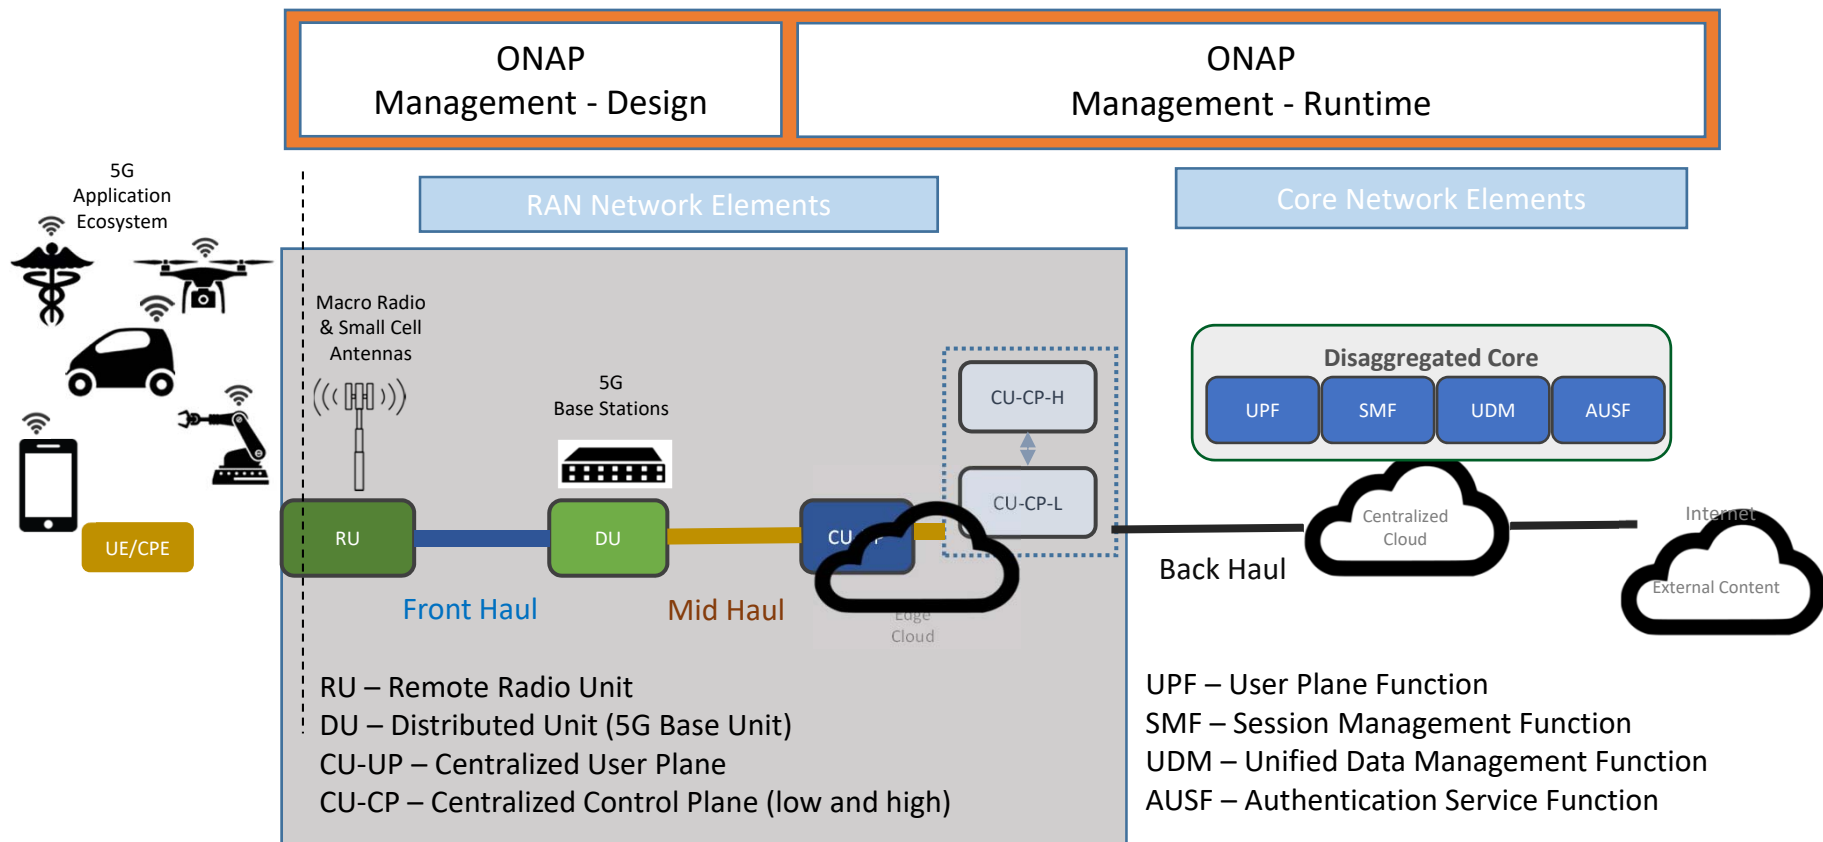 ONAP
Management - Design
ONAP
Management - Runtime
5G
Application
Ecosystem
RAN Network Elements
Core Network Elements
Macro Radio
& Small Cell
Antennas
5G
Base Stations
CU-CP-H
CU-CP-L
Disaggregated Core
UPF
SMF
UDM
AUSF
UE/CPE
RU
DU
Front Haul
Mid Haul
Edge
Cloud
Back Haul
Centralized
Cloud
Internet
External Content
RU – Remote Radio Unit
DU – Distributed Unit (5G Base Unit)
CU-UP – Centralized User Plane
CU-CP – Centralized Control Plane (low and high)
UPF – User Plane Function
SMF – Session Management Function
UDM – Unified Data Management Function
AUSF – Authentication Service Function